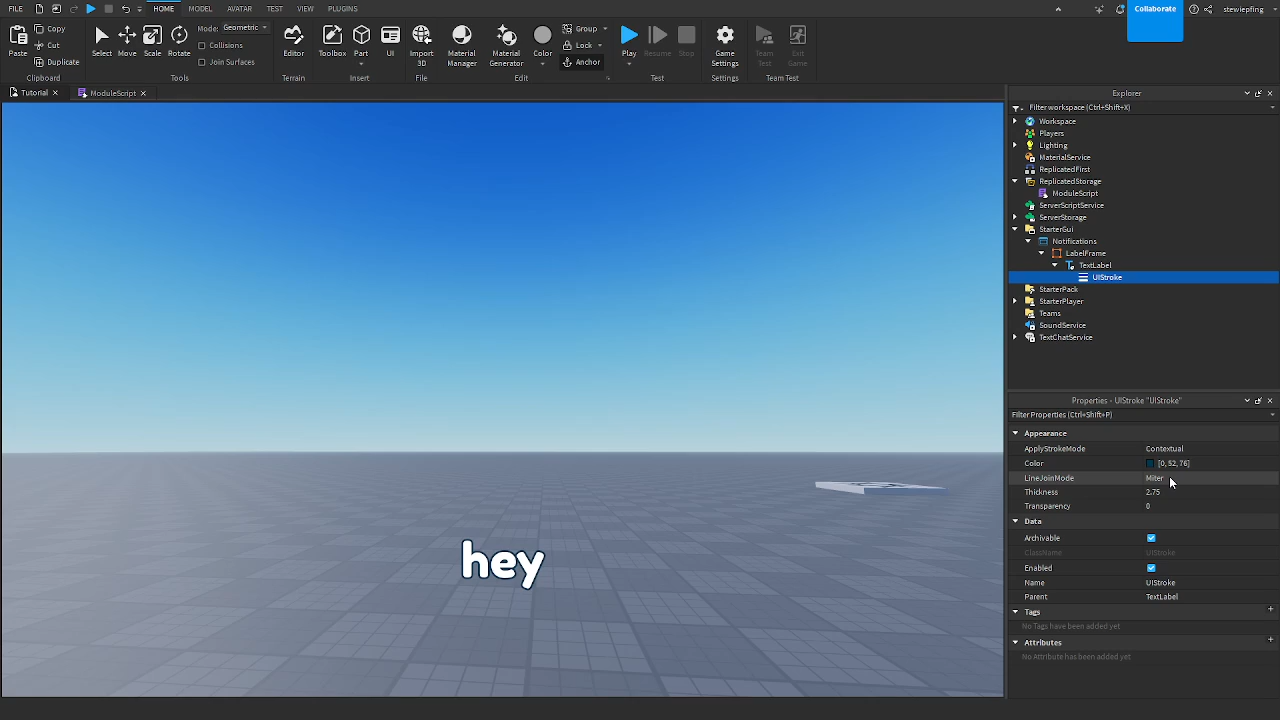 FILE HOME MODEL AVATAR TEST VIEW PLUGINS Collaborate stewiepfing
Paste Copy Cut Duplicate Clipboard
Select Move Scale Rotate Mode: Geometric Collisions Join Surfaces Tools
Editor Terrain
Toolbox Part UI Insert
Import 3D File
Material Manager Material Generator Color Group Lock Anchor Edit
Play Resume Stop Test
Game Settings Settings
Team Test Exit Game Team Test
Tutorial ModuleScript
hey
Explorer
Filter workspace (Ctrl+Shift+X)
Workspace
Players
Lighting
MaterialService
ReplicatedFirst
ReplicatedStorage
ModuleScript
ServerScriptService
ServerStorage
StarterGui
Notifications
LabelFrame
TextLabel
UIStroke
StarterPack
StarterPlayer
Teams
SoundService
TextChatService
Properties - UIStroke "UIStroke"
Filter Properties (Ctrl+Shift+P)
Appearance
ApplyStrokeMode Contextual
Color [0, 52, 76]
LineJoinMode Miter
Thickness 2.75
Transparency 0
Data
Archivable
ClassName UIStroke
Enabled
Name UIStroke
Parent TextLabel
Tags
No Tags have been added yet
Attributes
No Attribute has been added yet